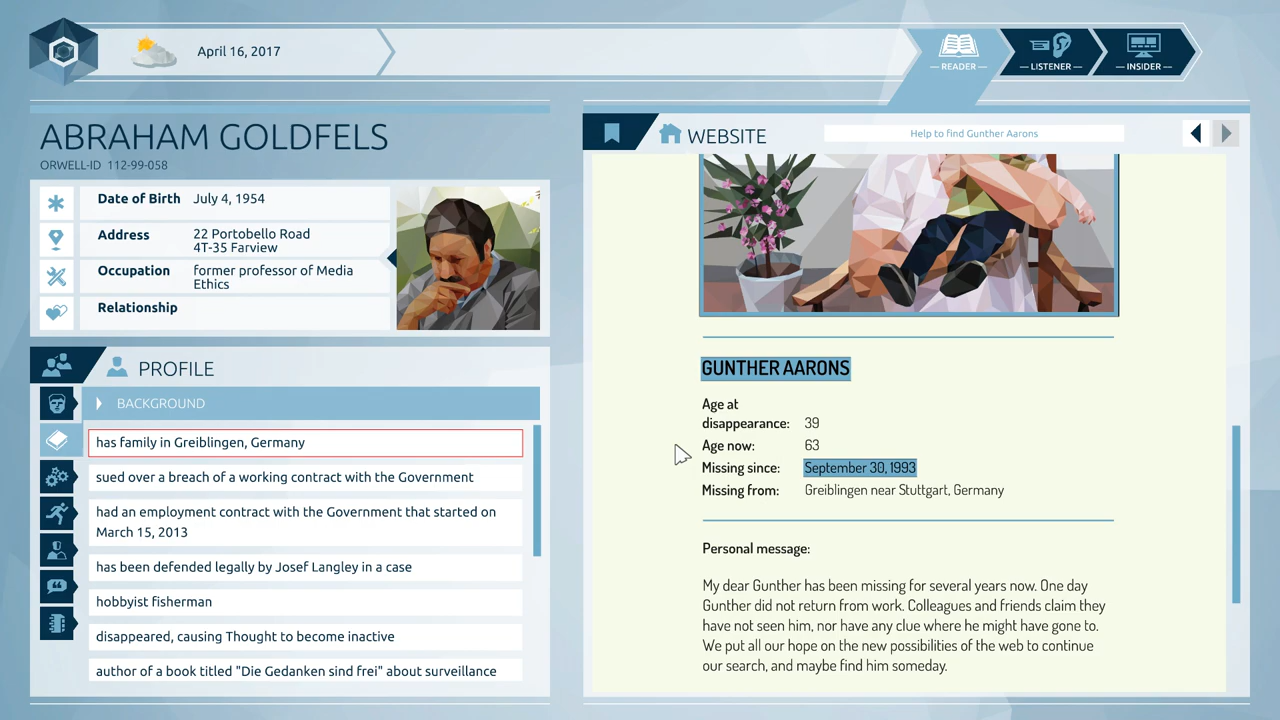 April 16, 2017
— READER —
— LISTENER —
— INSIDER —
ABRAHAM GOLDFELS
ORWELL-ID 112-99-058
Date of Birth July 4, 1954
Address 22 Portobello Road
4T-35 Farview
Occupation former professor of Media
Ethics
Relationship
PROFILE
BACKGROUND
has family in Greiblingen, Germany
sued over a breach of a working contract with the Government
had an employment contract with the Government that started on
March 15, 2013
has been defended legally by Josef Langley in a case
hobbyist fisherman
disappeared, causing Thought to become inactive
author of a book titled "Die Gedanken sind frei" about surveillance
WEBSITE
Help to find Gunther Aarons
GUNTHER AARONS
Age at
disappearance: 39
Age now: 63
Missing since: September 30, 1993
Missing from: Greiblingen near Stuttgart, Germany
Personal message:
My dear Gunther has been missing for several years now. One day
Gunther did not return from work. Colleagues and friends claim they
have not seen him, nor have any clue where he might have gone to.
We put all our hope on the new possibilities of the web to continue
our search, and maybe find him someday.